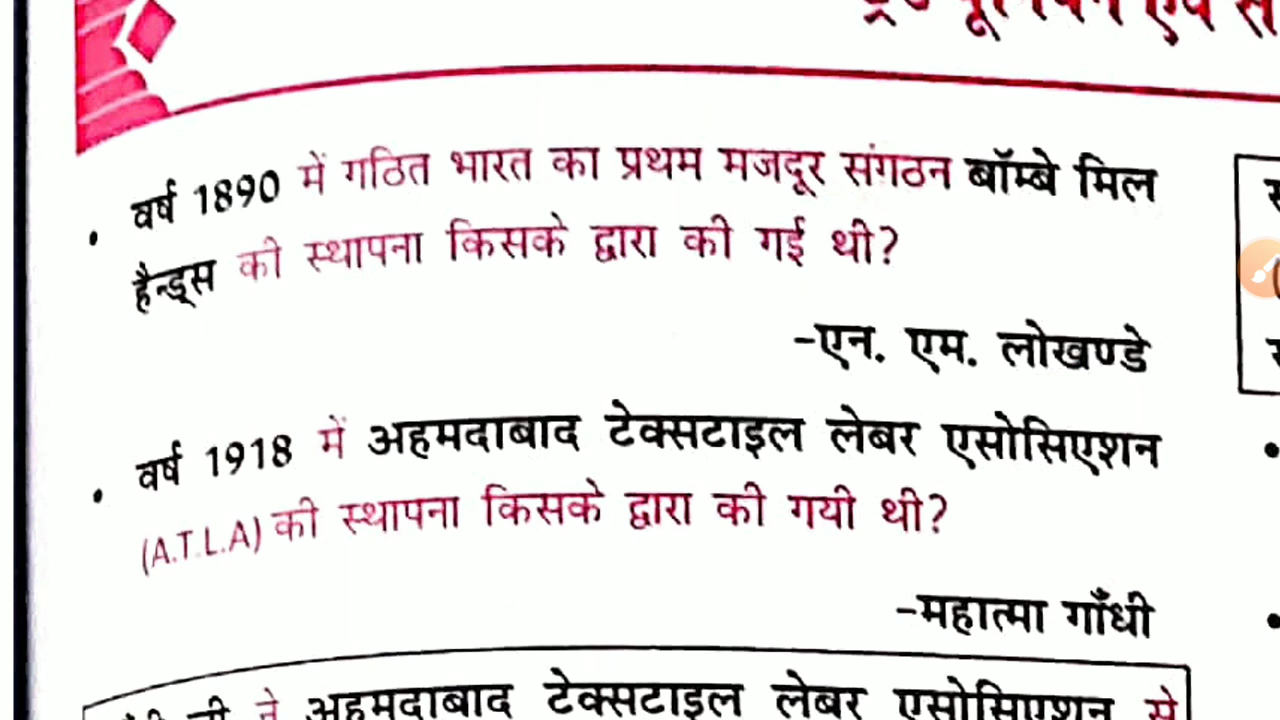 वर्ष 1890 में गठित भारत का प्रथम मजदूर संगठन बॉम्बे मिल
हैन्ड्स की स्थापना किसके द्वारा की गई थी?
-एन. एम. लोखण्डे
वर्ष 1918 में अहमदाबाद टेक्सटाइल लेबर एसोसिएशन
(A.T.L.A) की स्थापना किसके द्वारा की गयी थी?
-महात्मा गाँधी
ने अहमदाबाद टेक्सटाइल लेबर एसोसिएशन से